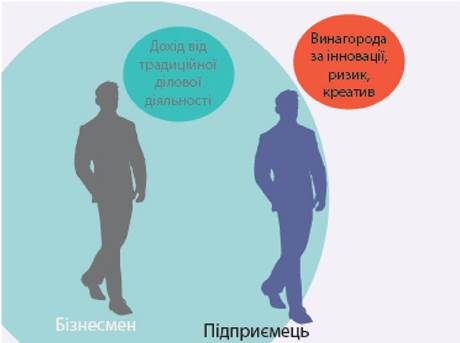 Дохід від
традиційної
ділової
діяльності
Винагорода
за інновації,
ризик,
креатив
Бізнесмен
Підприємець